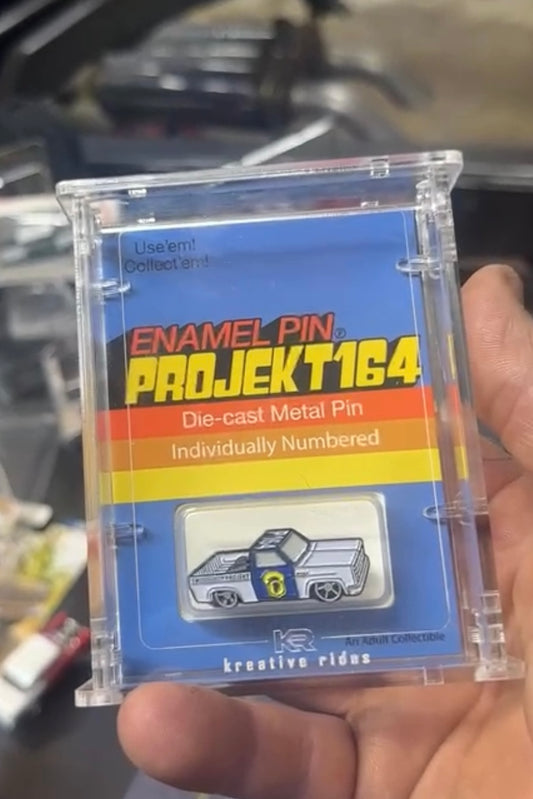 Use'em!
Collect'em!
ENAMEL PIN®
PROJEKT164
Die-cast Metal Pin
Individually Numbered
KR
An Adult Collectible
kreative rides